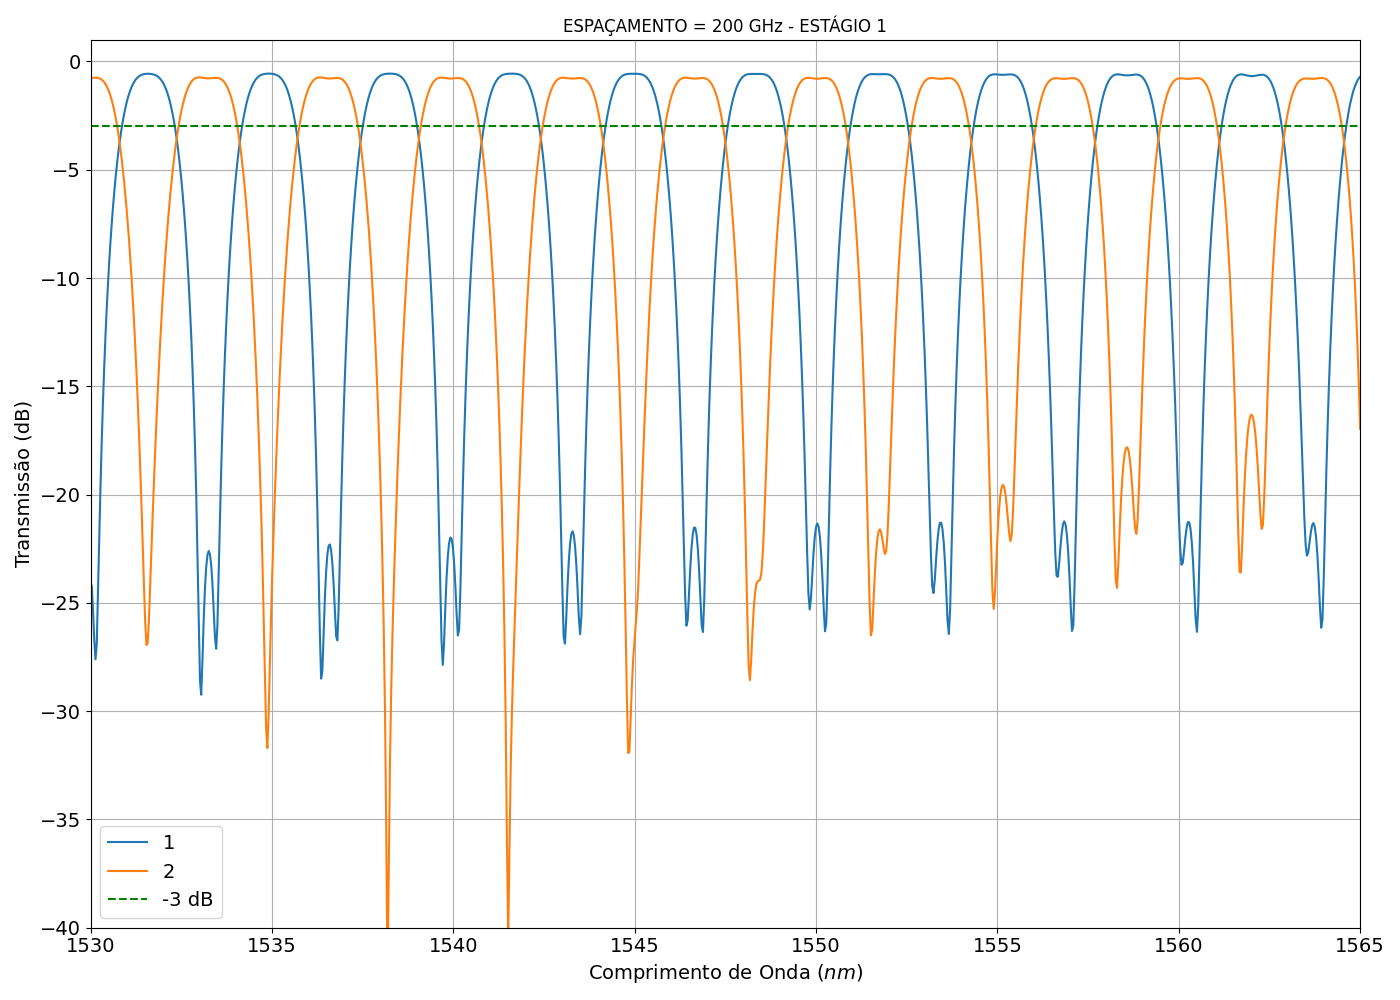 ESPAÇAMENTO = 200 GHz - ESTÁGIO 1
Transmissão (dB)
0
−5
−10
−15
−20
−25
−30
−35
−40
1
2
-3 dB
1530 1535 1540 1545 1550 1555 1560 1565
Comprimento de Onda (nm)